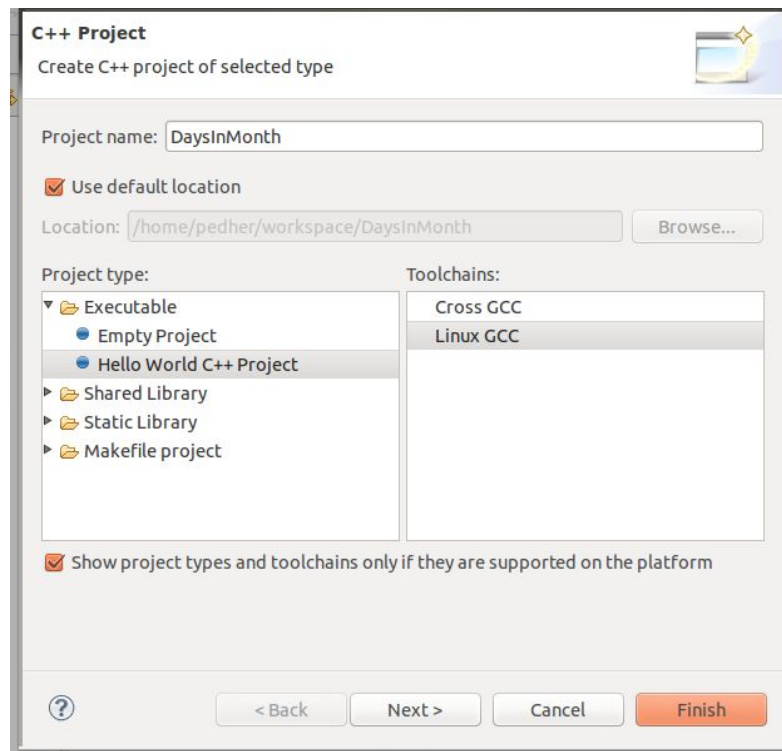 C++ Project
Create C++ project of selected type
Project name: DaysInMonth
Use default location
Location: /home/pedher/workspace/DaysInMonth Browse...
Project type: Toolchains:
Executable Cross GCC
Empty Project Linux GCC
Hello World C++ Project
Shared Library
Static Library
Makefile project
Show project types and toolchains only if they are supported on the platform
? < Back Next > Cancel Finish